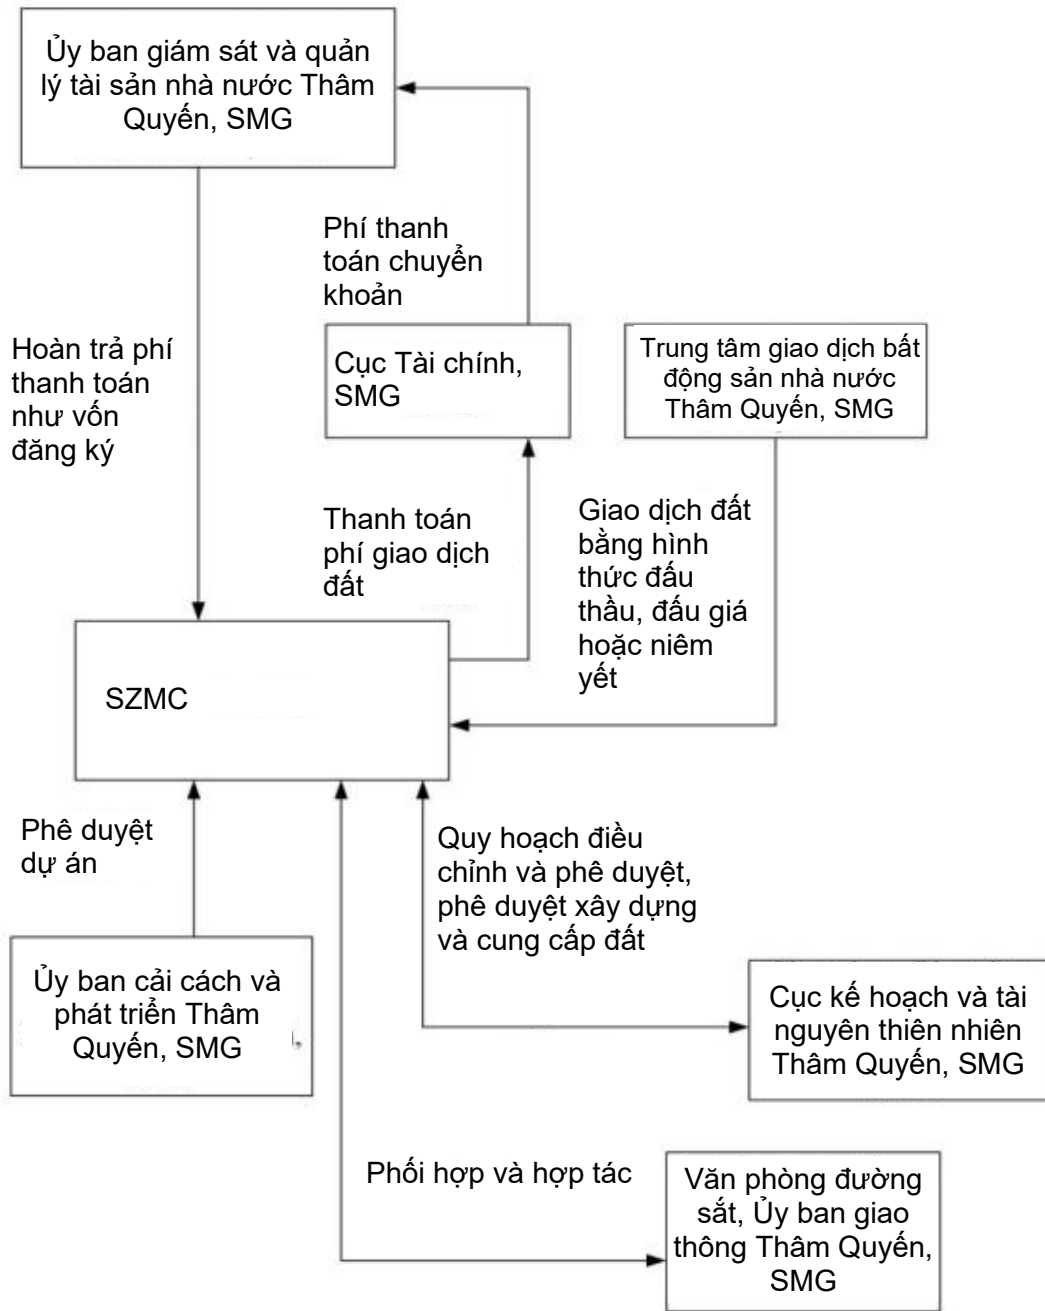 Ủy ban giám sát và quản
lý tài sản nhà nước Thâm
Quyến, SMG
Phí thanh
toán chuyển
khoản
Hoàn trả phí
thanh toán
như vốn
đăng ký
Cục Tài chính,
SMG
Trung tâm giao dịch bất
động sản nhà nước
Thâm Quyến, SMG
Thanh toán
phí giao dịch
đất
Giao dịch đất
bằng hình
thức đấu
thầu, đấu giá
hoặc niêm
yết
SZMC
Phê duyệt
dự án
Quy hoạch điều
chỉnh và phê duyệt,
phê duyệt xây dựng
và cung cấp đất
Ủy ban cải cách và
phát triển Thâm
Quyến, SMG
Cục kế hoạch và tài
nguyên thiên nhiên
Thâm Quyến, SMG
Phối hợp và hợp tác
Văn phòng đường
sắt, Ủy ban giao
thông Thâm Quyến,
SMG